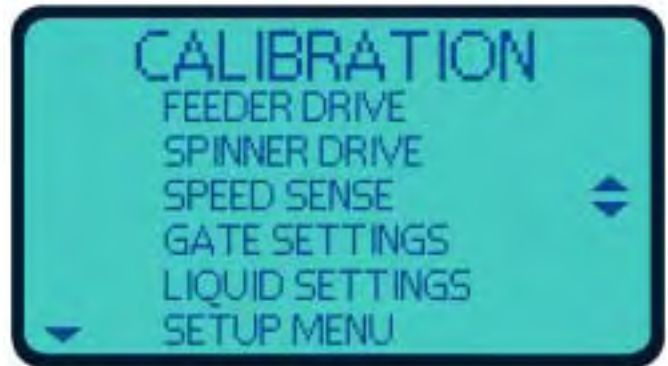 CALIBRATION
FEEDER DRIVE
SPINNER DRIVE
SPEED SENSE
GATE SETTINGS
LIQUID SETTINGS
SETUP MENU